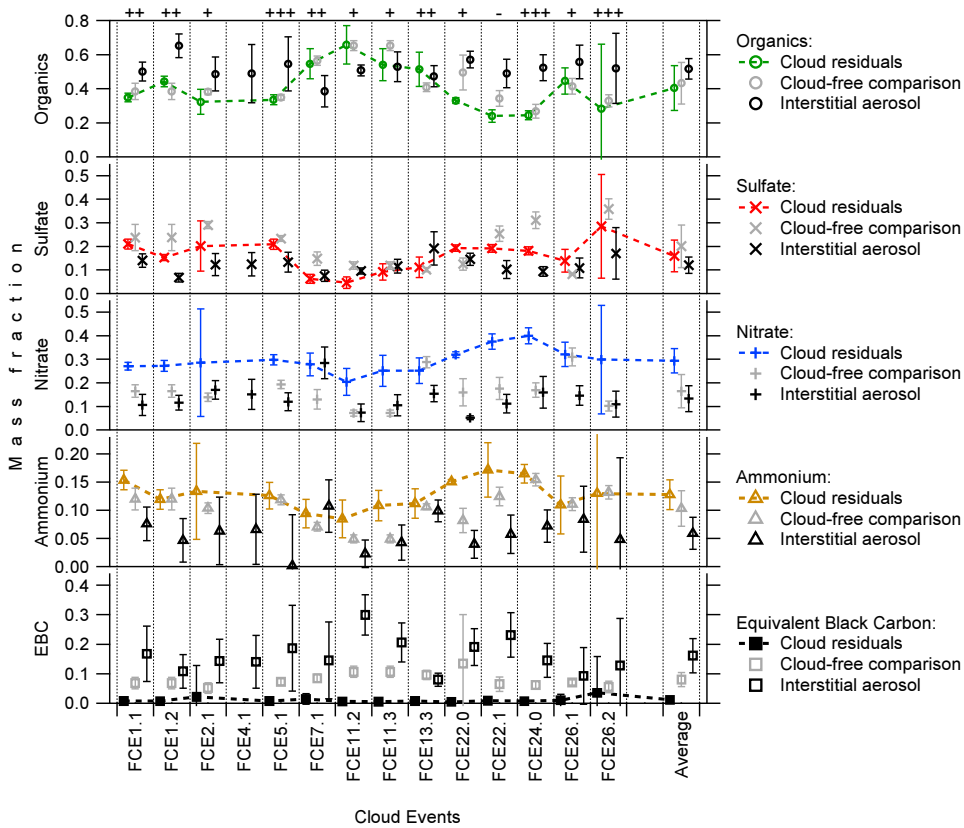 ++ ++ + +++ ++ + + ++ + - +++ + +++
0.8
0.6
0.4
0.2
0.0
Organics
Organics:
Cloud residuals
Cloud-free comparison
Interstitial aerosol
0.5
0.4
0.3
0.2
0.1
0.0
Sulfate
Sulfate:
Cloud residuals
Cloud-free comparison
Interstitial aerosol
Mass fraction
0.5
0.4
0.3
0.2
0.1
0.0
Nitrate
Nitrate:
Cloud residuals
Cloud-free comparison
Interstitial aerosol
0.20
0.15
0.10
0.05
0.00
Ammonium
Ammonium:
Cloud residuals
Cloud-free comparison
Interstitial aerosol
0.4
0.3
0.2
0.1
0.0
EBC
Equivalent Black Carbon:
Cloud residuals
Cloud-free comparison
Interstitial aerosol
FCE1.1
FCE1.2
FCE2.1
FCE4.1
FCE5.1
FCE7.1
FCE11.2
FCE11.3
FCE13.3
FCE22.0
FCE22.1
FCE24.0
FCE26.1
FCE26.2
Average
Cloud Events